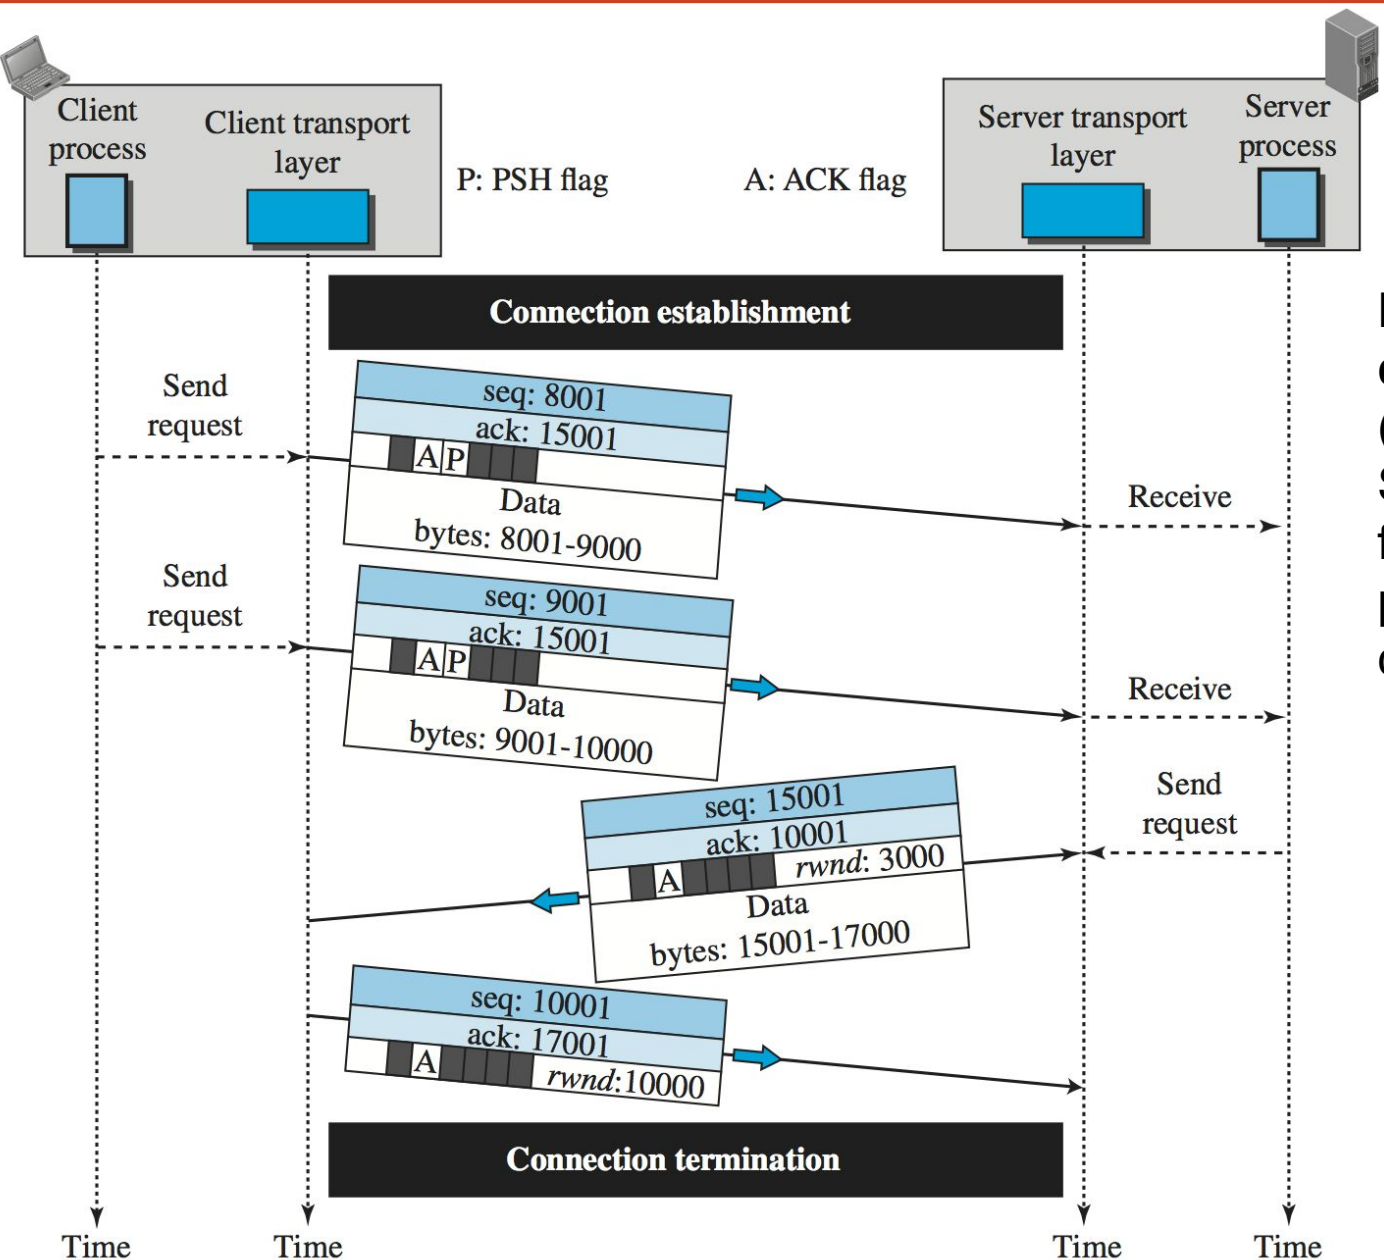 Client
process
Client transport
layer
P: PSH flag
A: ACK flag
Server transport
layer
Server
process
Connection establishment
Send
request
seq: 8001
ack: 15001
A P
Data
bytes: 8001-9000
Receive
Send
request
seq: 9001
ack: 15001
A P
Data
bytes: 9001-10000
Receive
Send
request
seq: 15001
ack: 10001
A
rwnd: 3000
Data
bytes: 15001-17000
seq: 10001
ack: 17001
A
rwnd:10000
Connection termination
Time
Time
Time
Time